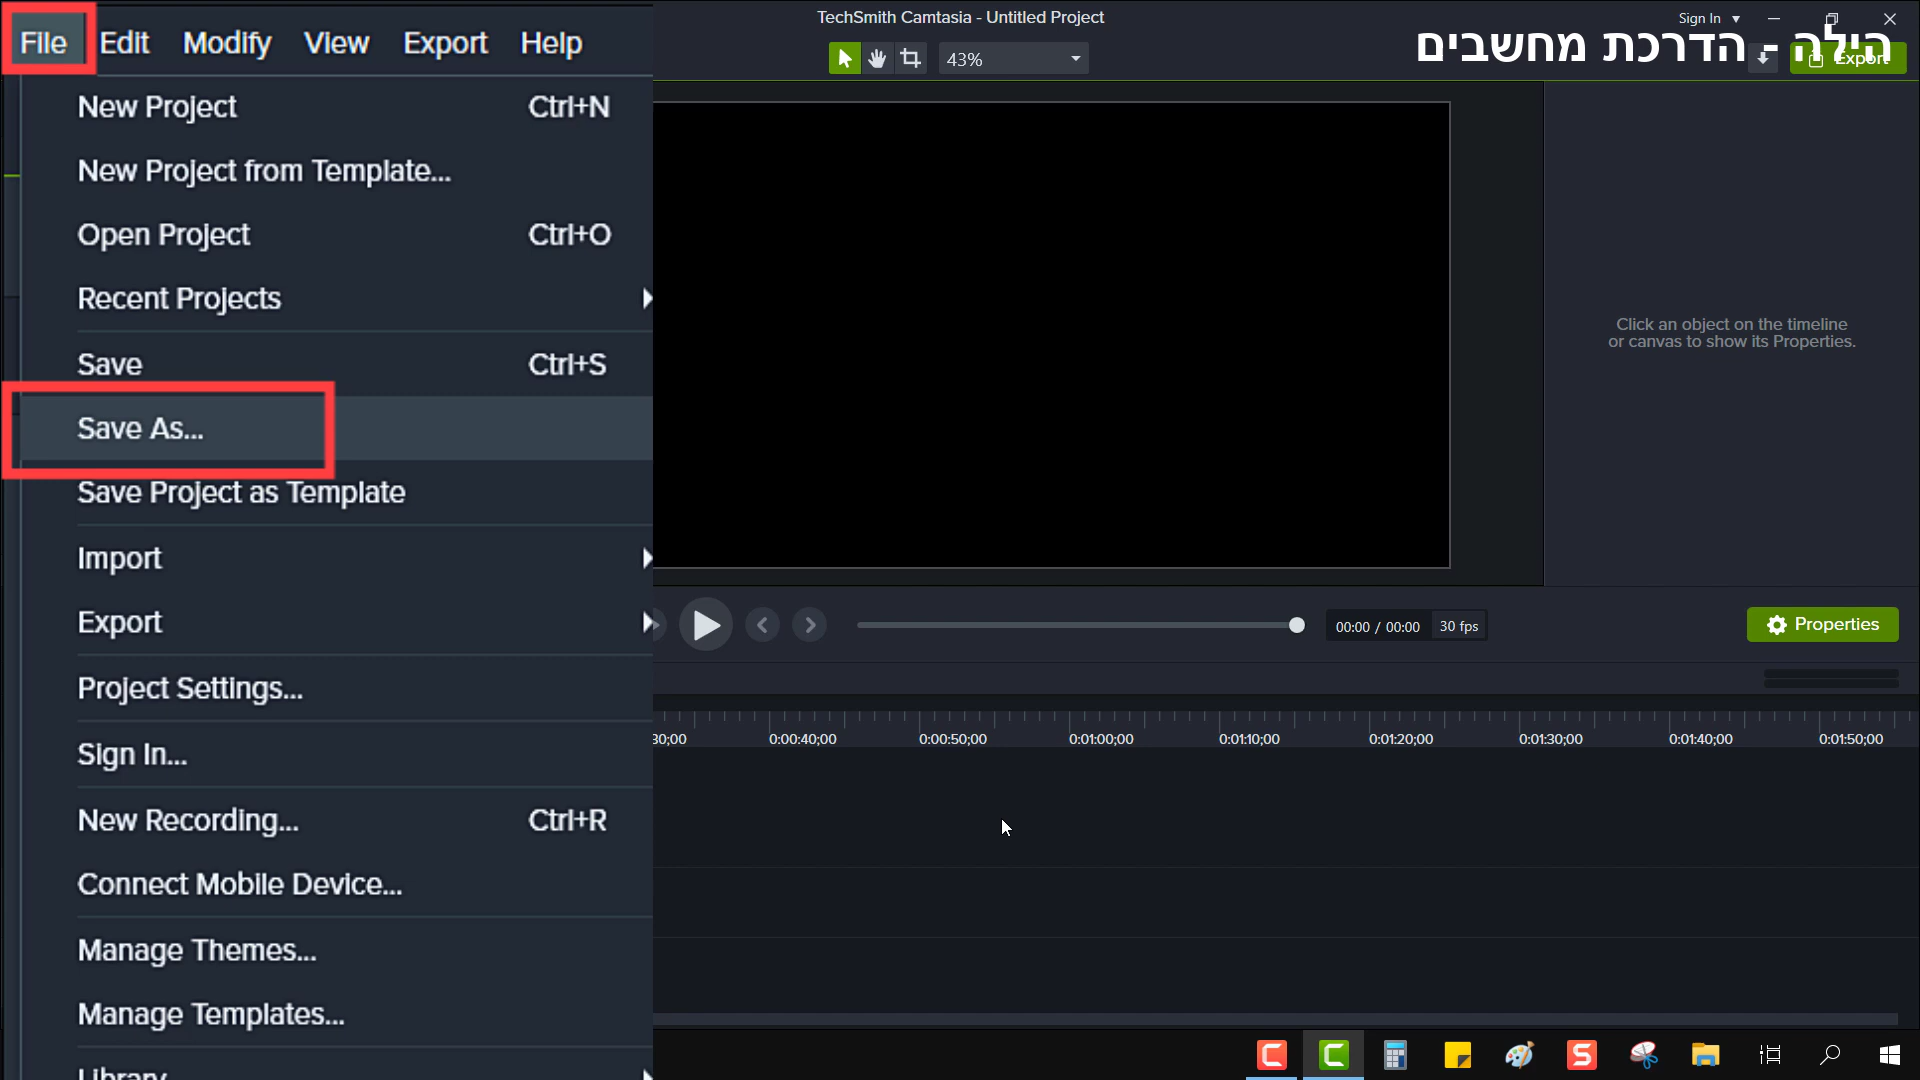 TechSmith Camtasia - Untitled Project
Sign In
File Edit Modify View Export Help
43%
הילה - הדרכת מחשבים
Export
New Project Ctrl+N
New Project from Template...
Open Project Ctrl+O
Recent Projects
Save Ctrl+S
Save As...
Save Project as Template
Import
Export
Project Settings...
Sign In...
New Recording... Ctrl+R
Connect Mobile Device...
Manage Themes...
Manage Templates...
Library
Click an object on the timeline
or canvas to show its Properties.
00:00 / 00:00 30 fps
Properties
30;00 0:00:40;00 0:00:50;00 0:01:00;00 0:01:10;00 0:01:20;00 0:01:30;00 0:01:40;00 0:01:50;00